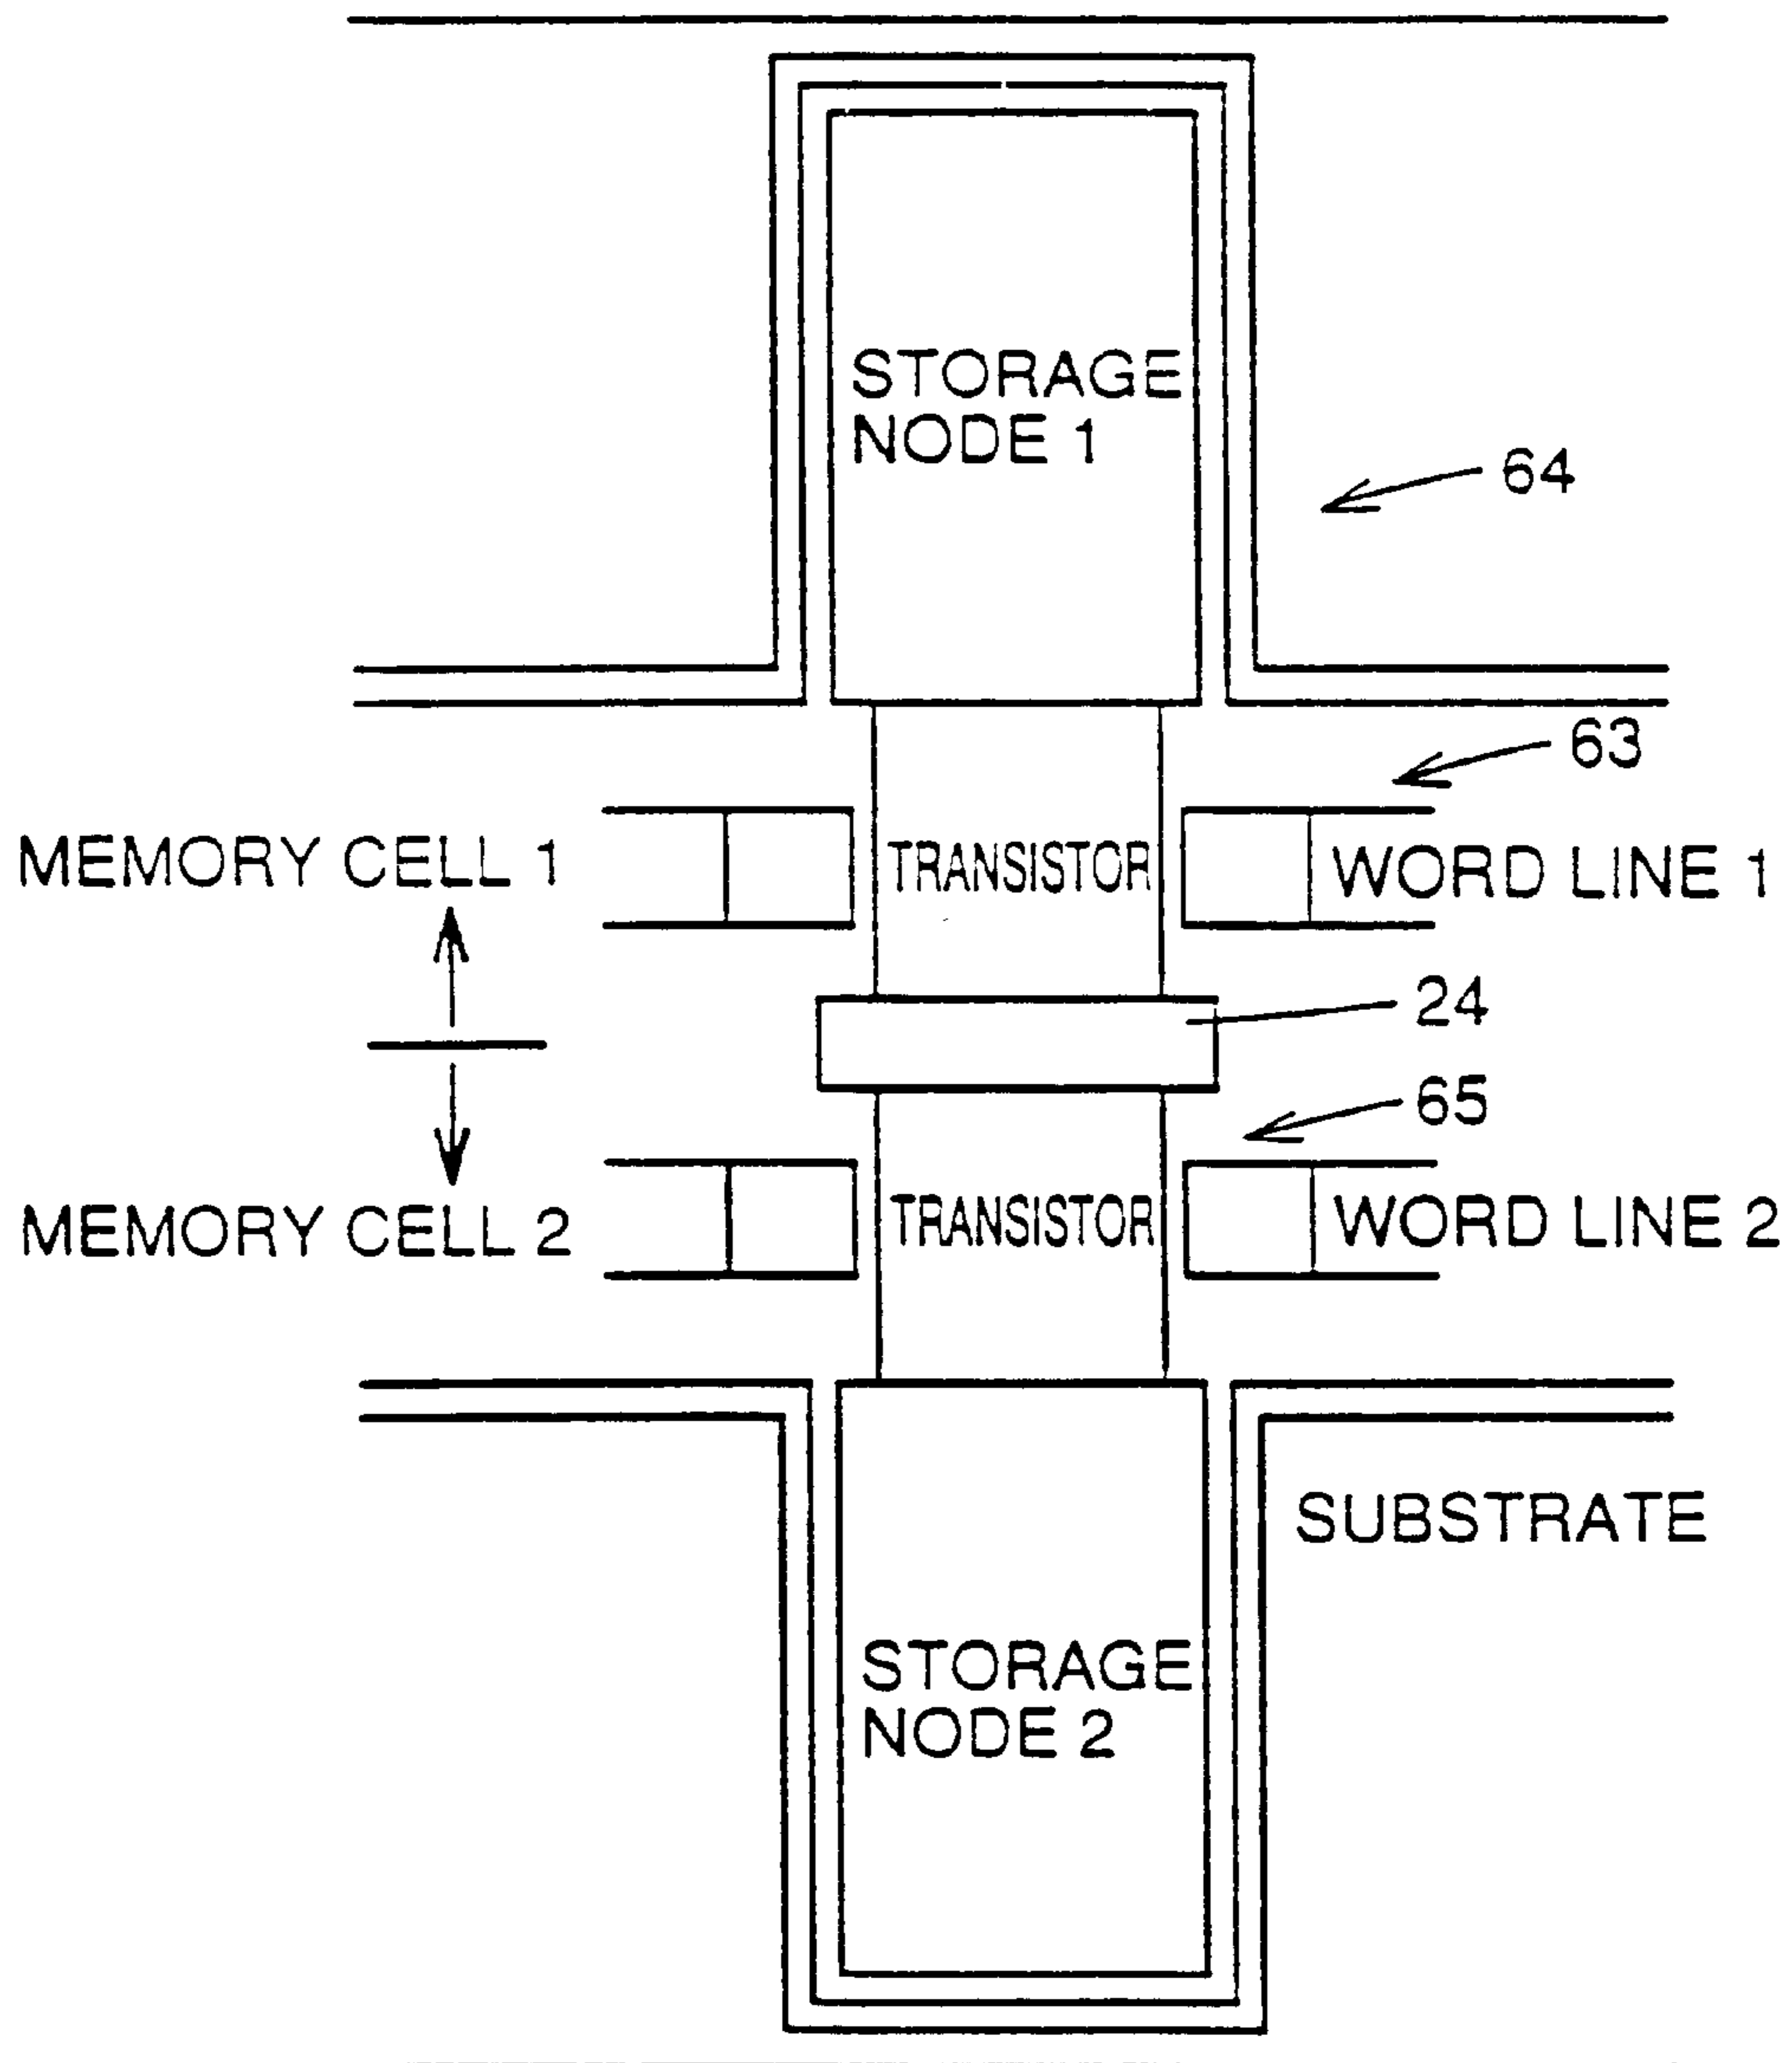 STORAGE
NODE 1
64
63
MEMORY CELL 1
TRANSISTOR
WORD LINE 1
24
65
MEMORY CELL 2
TRANSISTOR
WORD LINE 2
SUBSTRATE
STORAGE
NODE 2